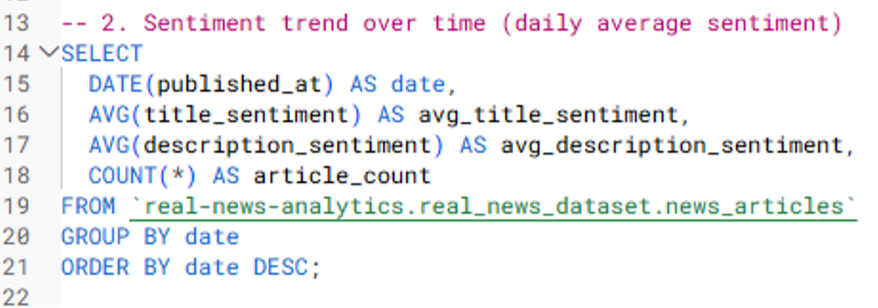 13 -- 2. Sentiment trend over time (daily average sentiment)
14 SELECT
15 DATE(published_at) AS date,
16 AVG(title_sentiment) AS avg_title_sentiment,
17 AVG(description_sentiment) AS avg_description_sentiment,
18 COUNT(*) AS article_count
19 FROM `real-news-analytics.real_news_dataset.news_articles`
20 GROUP BY date
21 ORDER BY date DESC;
22